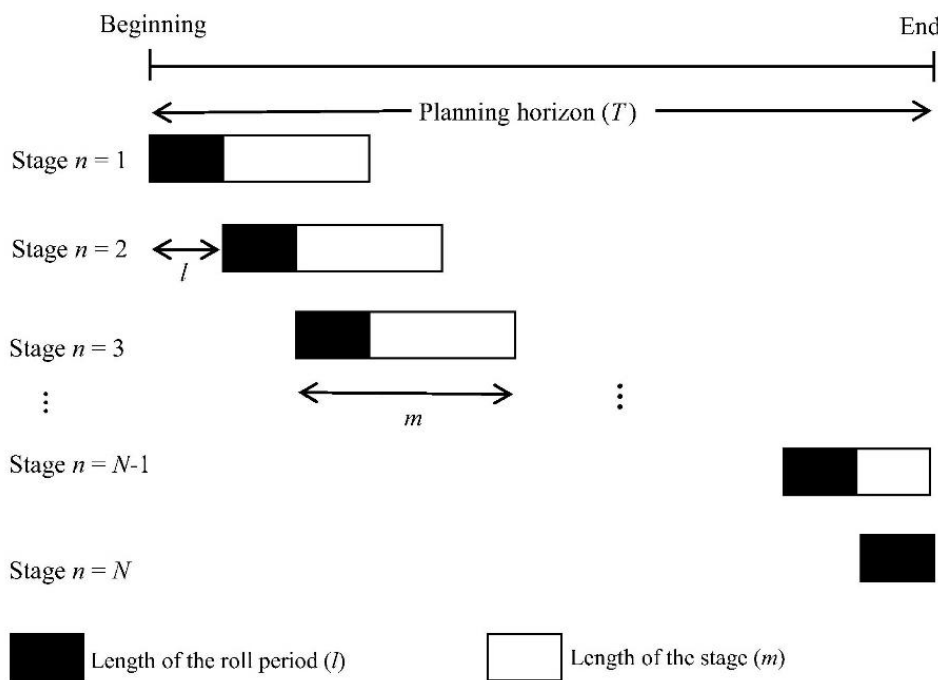 Beginning
End
Planning horizon (T)
Stage n = 1
Stage n = 2
l
Stage n = 3
⋮
⋮
m
Stage n = N-1
Stage n = N
Length of the roll period (l)
Length of the stage (m)